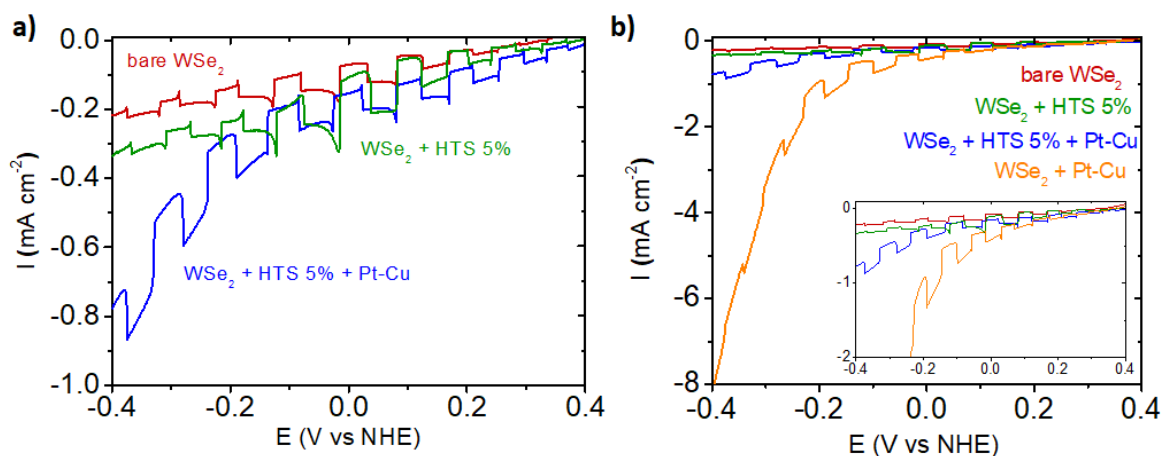 a)
0.0
-0.2
-0.4
-0.6
-0.8
-1.0
I (mA cm⁻²)
bare WSe₂
WSe₂ + HTS 5%
WSe₂ + HTS 5% + Pt-Cu
-0.4 -0.2 0.0 0.2 0.4
E (V vs NHE)
b)
0
-2
-4
-6
-8
I (mA cm⁻²)
bare WSe₂
WSe₂ + HTS 5%
WSe₂ + HTS 5% + Pt-Cu
WSe₂ + Pt-Cu
0
-1
-2
-0.4 -0.2 0.0 0.2 0.4
-0.4 -0.2 0.0 0.2 0.4
E (V vs NHE)